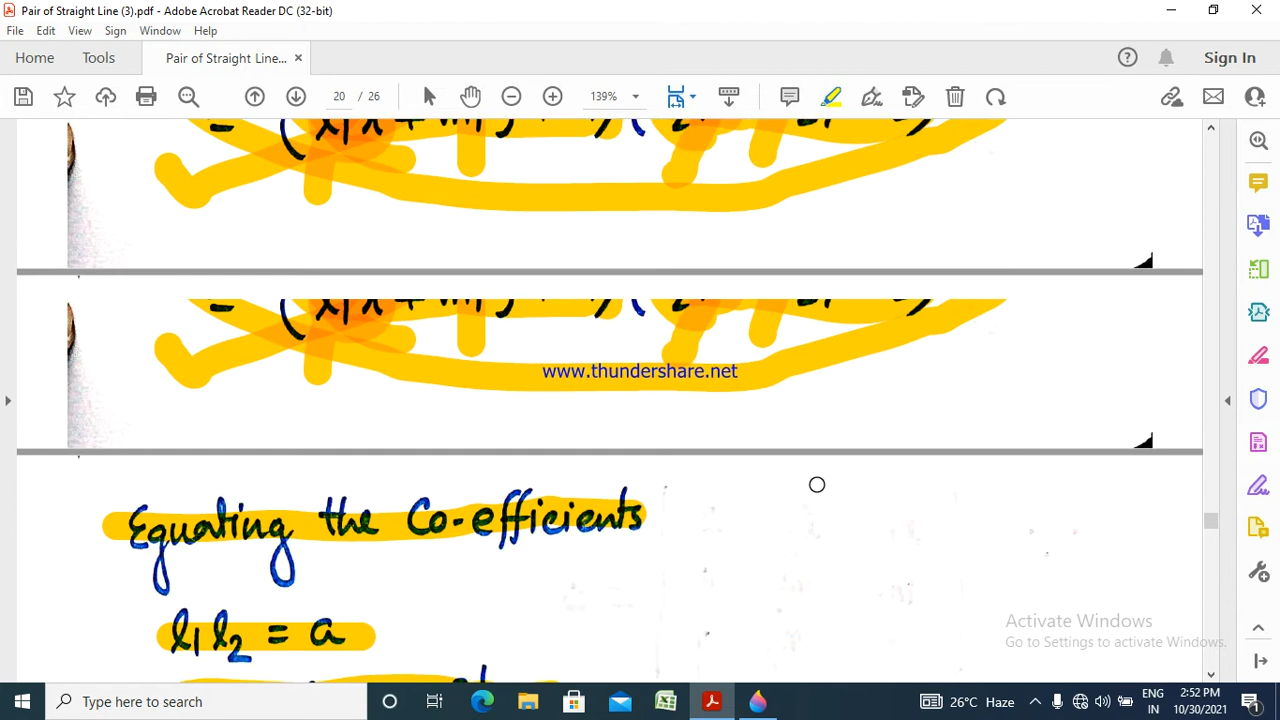 Pair of Straight Line (3).pdf - Adobe Acrobat Reader DC (32-bit)
File Edit View Sign Window Help
Home Tools Pair of Straight Line... × Sign In
20 / 26 139%
www.thundershare.net
Equating the Co-efficients
l1 l2 = a
Activate Windows
Go to Settings to activate Windows.
Type here to search
26°C Haze
ENG
IN
2:52 PM
10/30/2021
1